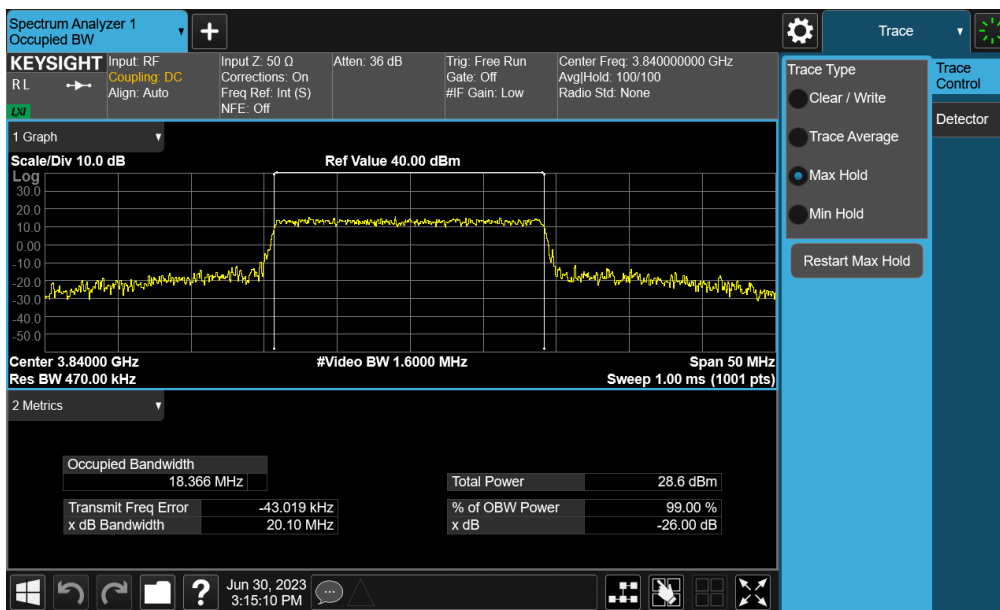 Spectrum Analyzer 1
Occupied BW
+
Trace
KEYSIGHT
R L
LXI
Input: RF
Coupling: DC
Align: Auto
Input Z: 50 Ω
Corrections: On
Freq Ref: Int (S)
NFE: Off
Atten: 36 dB
Trig: Free Run
Gate: Off
#IF Gain: Low
Center Freq: 3.840000000 GHz
Avg|Hold: 100/100
Radio Std: None
Trace Type
Clear / Write
Trace Average
Max Hold
Min Hold
Restart Max Hold
Trace
Control
Detector
1 Graph
Scale/Div 10.0 dB
Ref Value 40.00 dBm
Log
30.0
20.0
10.0
0.00
-10.0
-20.0
-30.0
-40.0
-50.0
Center 3.84000 GHz
#Video BW 1.6000 MHz
Span 50 MHz
Res BW 470.00 kHz
Sweep 1.00 ms (1001 pts)
2 Metrics
Occupied Bandwidth
18.366 MHz
Total Power 28.6 dBm
Transmit Freq Error -43.019 kHz
% of OBW Power 99.00 %
x dB Bandwidth 20.10 MHz
x dB -26.00 dB
?
Jun 30, 2023
3:15:10 PM